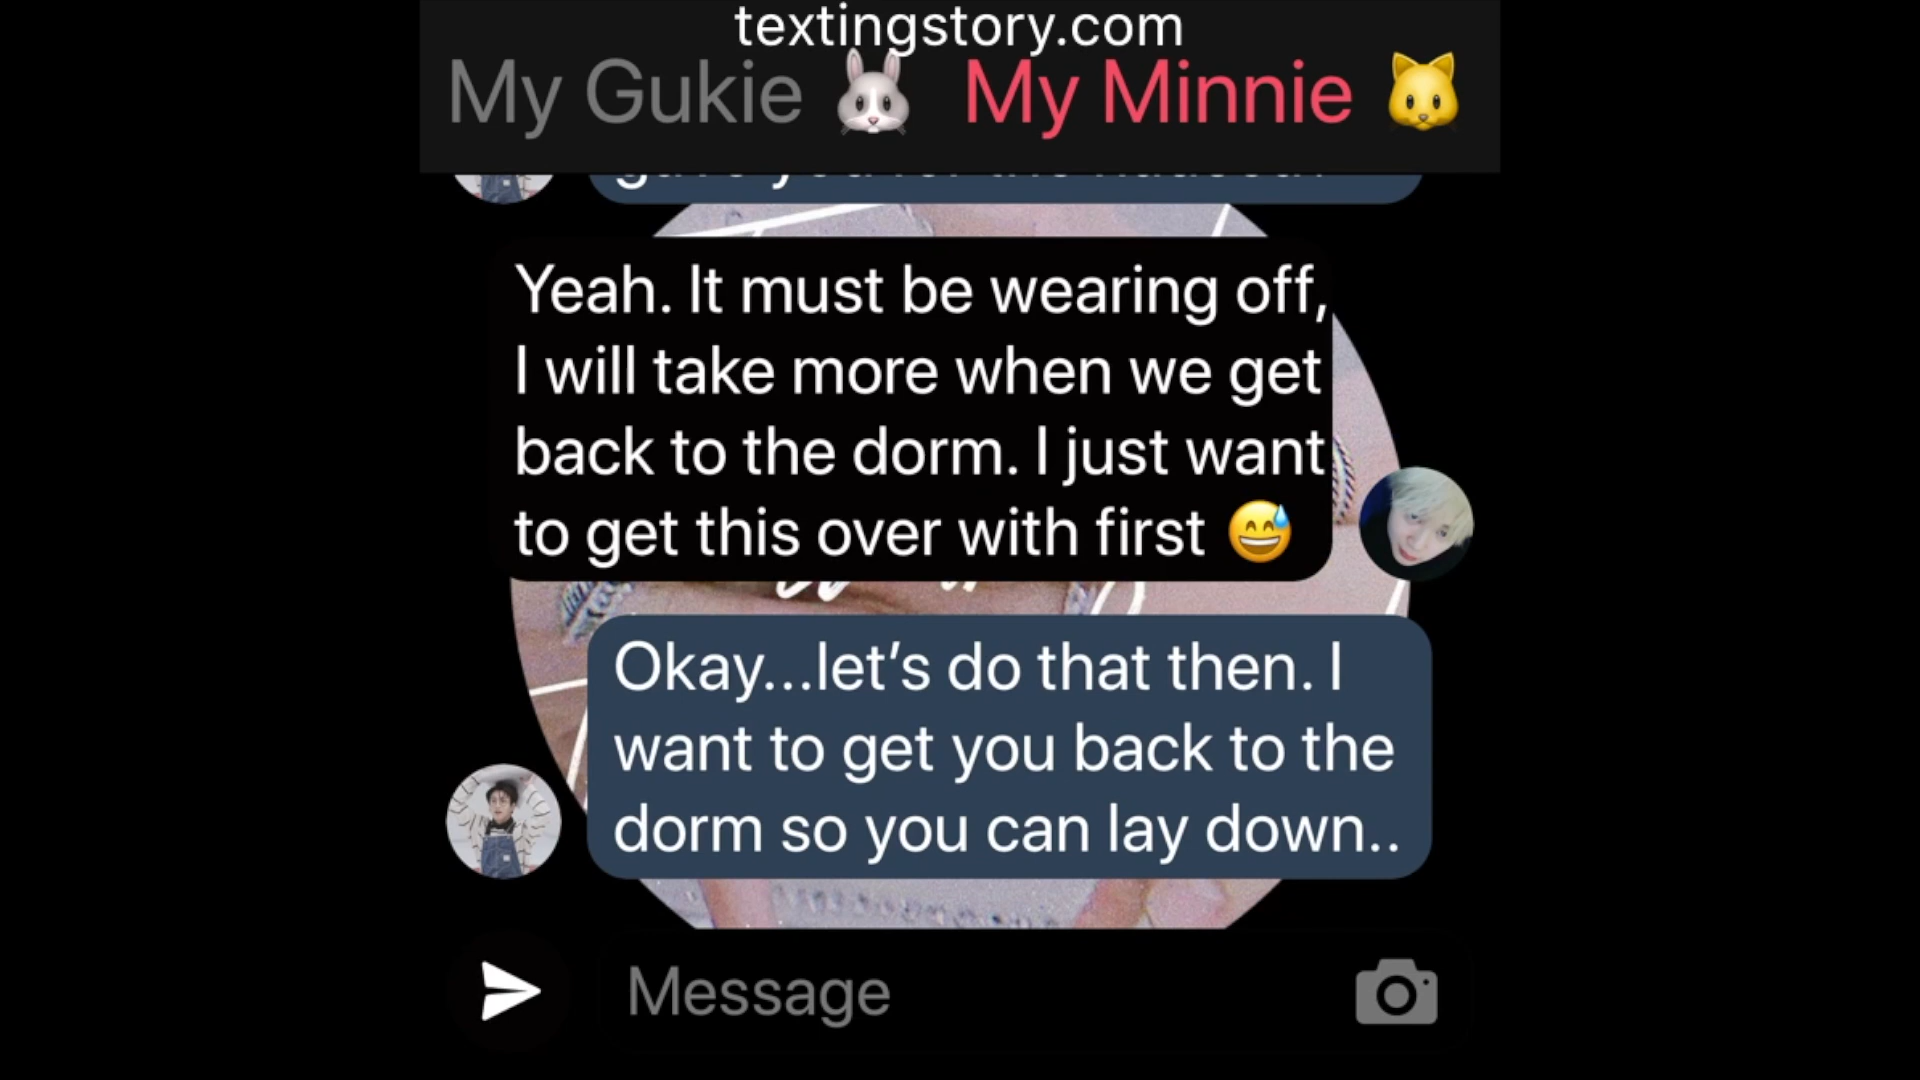 textingstory.com
My Gukie 🐰 My Minnie 🐱
Yeah. It must be wearing off,
I will take more when we get
back to the dorm. I just want
to get this over with first 😅
Okay...let’s do that then. I
want to get you back to the
dorm so you can lay down..
Message